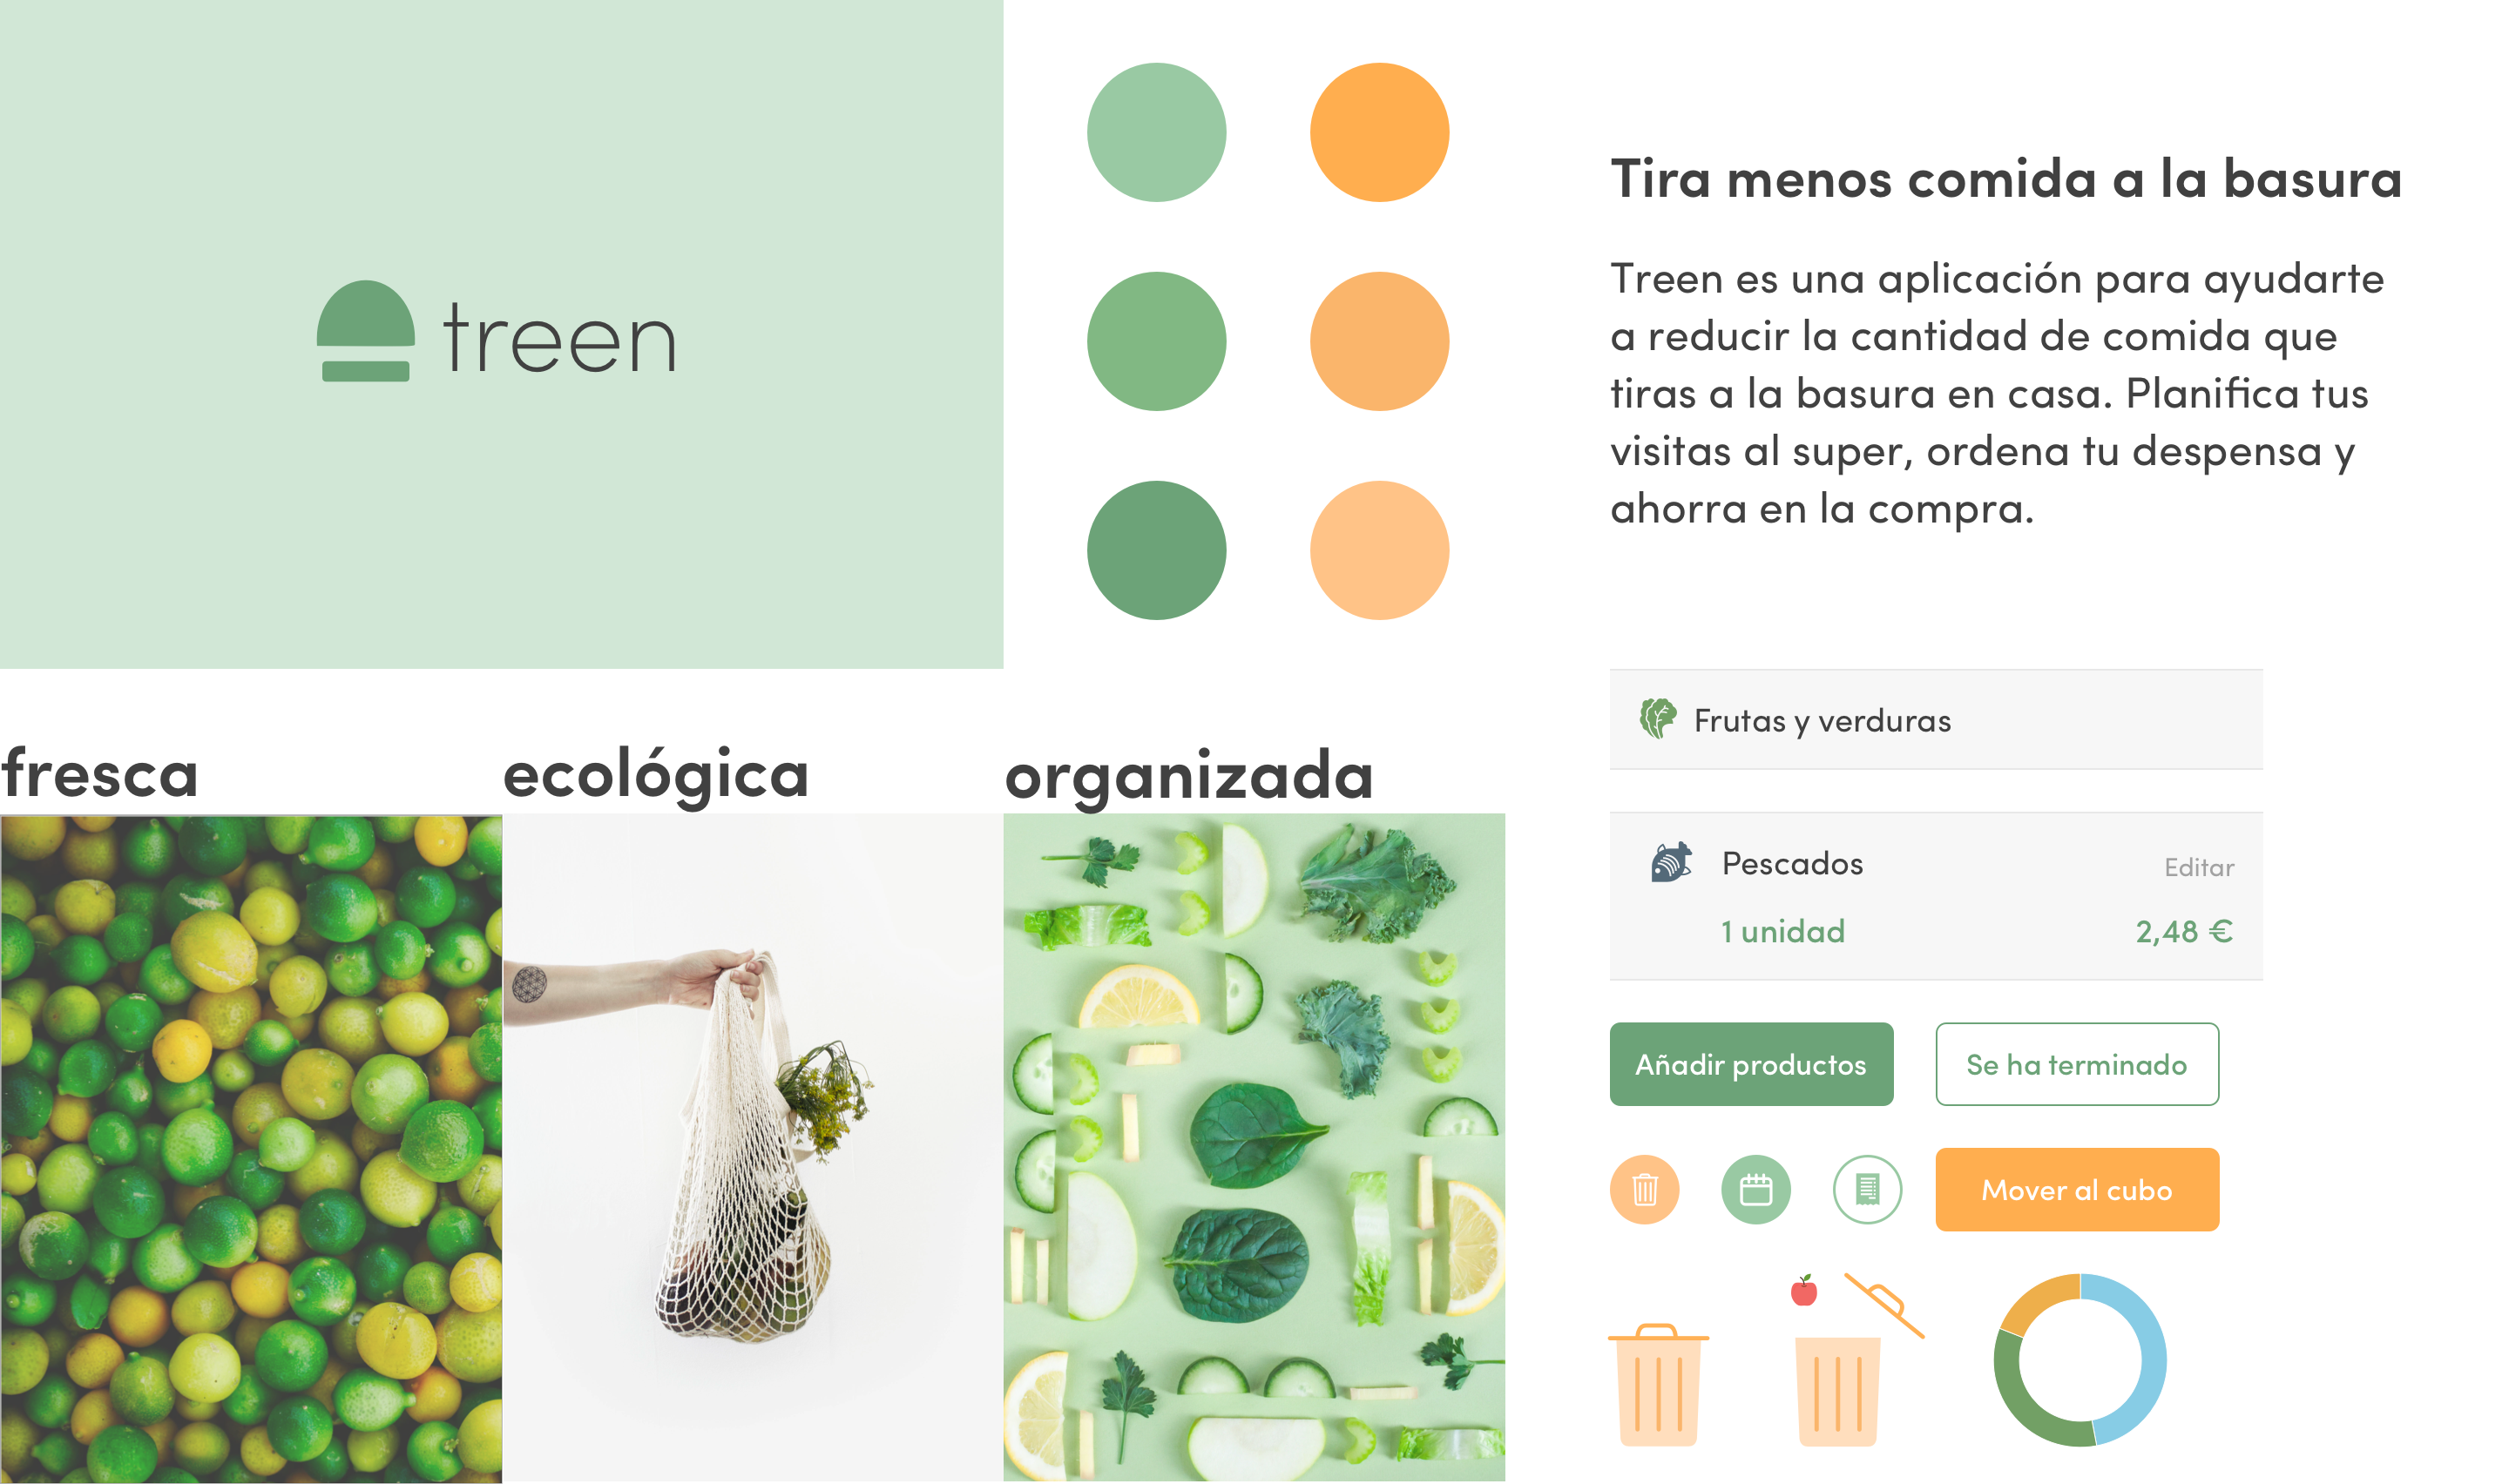 treen
Tira menos comida a la basura
Treen es una aplicación para ayudarte
a reducir la cantidad de comida que
tiras a la basura en casa. Planifica tus
visitas al super, ordena tu despensa y
ahorra en la compra.
fresca
ecológica
organizada
Frutas y verduras
Pescados
Editar
1 unidad
2,48 €
Añadir productos
Se ha terminado
Mover al cubo